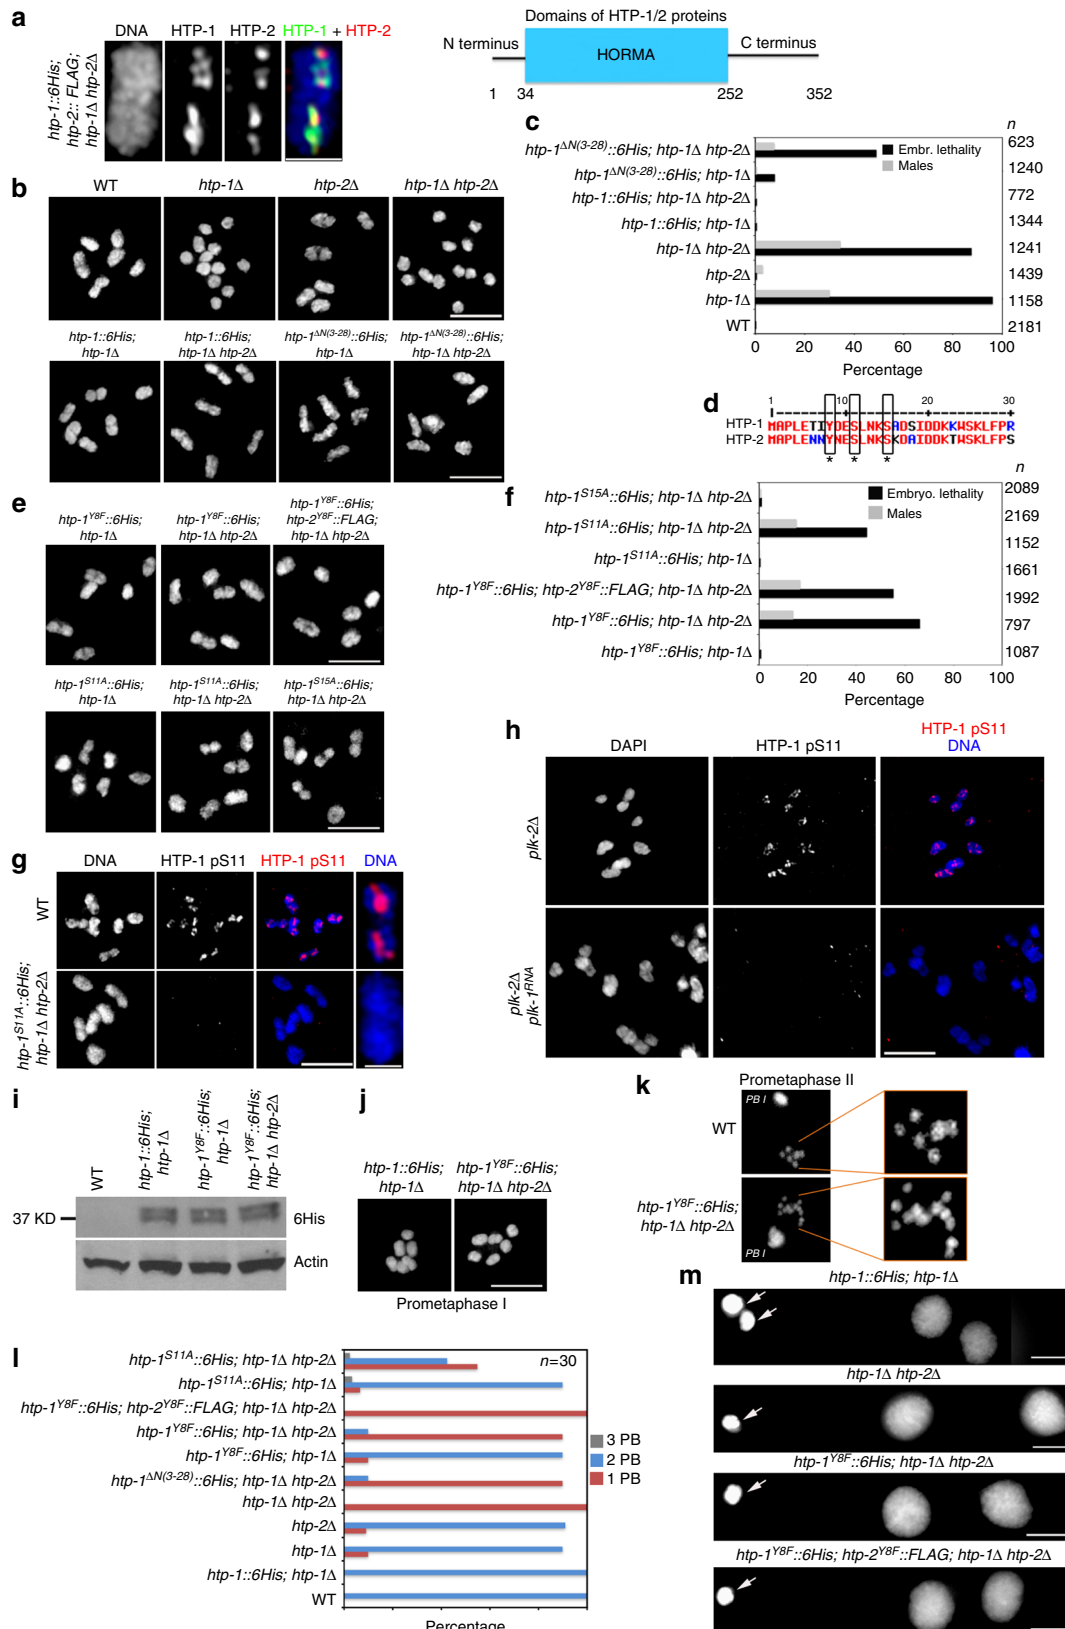 a
DNA
HTP-1
HTP-2
HTP-1 + HTP-2
htp-1::6His;
htp-2:: FLAG;
htp-1Δ htp-2Δ
Domains of HTP-1/2 proteins
N terminus
HORMA
C terminus
1
34
252
352
b
WT
htp-1Δ
htp-2Δ
htp-1Δ htp-2Δ
htp-1::6His;
htp-1Δ
htp-1::6His;
htp-1Δ htp-2Δ
htp-1ΔN(3-28)::6His;
htp-1Δ
htp-1ΔN(3-28)::6His;
htp-1Δ htp-2Δ
c
n
htp-1ΔN(3-28)::6His; htp-1Δ htp-2Δ
623
htp-1ΔN(3-28)::6His; htp-1Δ
1240
htp-1::6His; htp-1Δ htp-2Δ
772
htp-1::6His; htp-1Δ
1344
htp-1Δ htp-2Δ
1241
htp-2Δ
1439
htp-1Δ
1158
WT
2181
Embr. lethality
Males
0 20 40 60 80 100
Percentage
d
1 10 20 30
HTP-1 MAPLETIYDESLNKSADSIDDKKWSKLFPR
HTP-2 MAPLENNYNESLNKSKDAIDDKTWSKLFPS
* * *
e
htp-1Y8F::6His;
htp-1Δ
htp-1Y8F::6His;
htp-1Δ htp-2Δ
htp-1Y8F::6His;
htp-2Y8F::FLAG;
htp-1Δ htp-2Δ
htp-1S11A::6His;
htp-1Δ
htp-1S11A::6His;
htp-1Δ htp-2Δ
htp-1S15A::6His;
htp-1Δ htp-2Δ
f
n
htp-1S15A::6His; htp-1Δ htp-2Δ
2089
htp-1S11A::6His; htp-1Δ htp-2Δ
2169
1152
htp-1S11A::6His; htp-1Δ
1661
htp-1Y8F::6His; htp-2Y8F::FLAG; htp-1Δ htp-2Δ
1992
htp-1Y8F::6His; htp-1Δ htp-2Δ
797
htp-1Y8F::6His; htp-1Δ
1087
Embryo. lethality
Males
0 20 40 60 80 100
Percentage
g
DNA
HTP-1 pS11
HTP-1 pS11
DNA
WT
htp-1S11A::6His;
htp-1Δ htp-2Δ
h
DAPI
HTP-1 pS11
HTP-1 pS11
DNA
plk-2Δ
plk-2Δ
plk-1RNA
i
WT
htp-1::6His;
htp-1Δ
htp-1Y8F::6His;
htp-1Δ
htp-1Y8F::6His;
htp-1Δ htp-2Δ
37 KD
6His
Actin
j
htp-1::6His;
htp-1Δ
htp-1Y8F::6His;
htp-1Δ htp-2Δ
Prometaphase I
k
Prometaphase II
PB I
WT
htp-1Y8F::6His;
htp-1Δ htp-2Δ
PB I
l
htp-1S11A::6His; htp-1Δ htp-2Δ
htp-1S11A::6His; htp-1Δ
htp-1Y8F::6His; htp-2Y8F::FLAG; htp-1Δ htp-2Δ
htp-1Y8F::6His; htp-1Δ htp-2Δ
htp-1Y8F::6His; htp-1Δ
htp-1ΔN(3-28)::6His; htp-1Δ htp-2Δ
htp-1Δ htp-2Δ
htp-2Δ
htp-1Δ
htp-1::6His; htp-1Δ
WT
n=30
3 PB
2 PB
1 PB
Percentage
m
htp-1::6His; htp-1Δ
htp-1Δ htp-2Δ
htp-1Y8F::6His; htp-1Δ htp-2Δ
htp-1Y8F::6His; htp-2Y8F::FLAG; htp-1Δ htp-2Δ